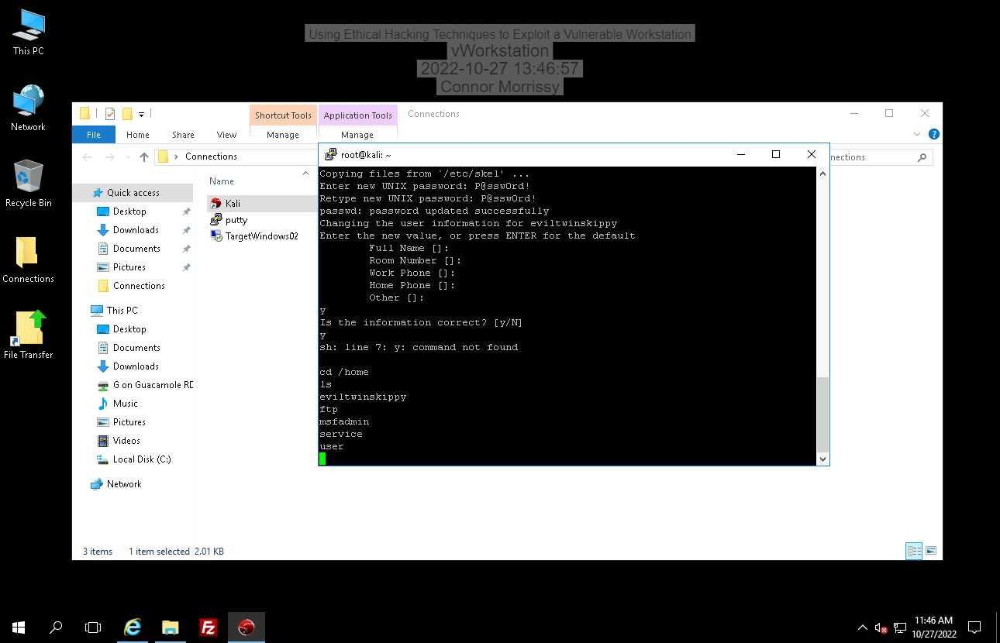 This PC
Network
Recycle Bin
Connections
File Transfer
Using Ethical Hacking Techniques to Exploit a Vulnerable Workstation
vWorkstation
2022-10-27 13:46:57
Connor Morrissy
Shortcut Tools
Application Tools
Connections
File
Home
Share
View
Manage
Manage
Connections
nections
Quick access
Desktop
Downloads
Documents
Pictures
Connections
This PC
Desktop
Documents
Downloads
G on Guacamole RD
Music
Pictures
Videos
Local Disk (C:)
Network
Name
Kali
putty
TargetWindows02
root@kali: ~
Copying files from `/etc/skel' ...
Enter new UNIX password: P@ssw0rd!
Retype new UNIX password: P@ssw0rd!
passwd: password updated successfully
Changing the user information for eviltwinskippy
Enter the new value, or press ENTER for the default
Full Name []:
Room Number []:
Work Phone []:
Home Phone []:
Other []:
y
Is the information correct? [y/N]
y
sh: line 7: y: command not found
cd /home
ls
eviltwinskippy
ftp
msfadmin
service
user
3 items 1 item selected 2.01 KB
11:46 AM
10/27/2022